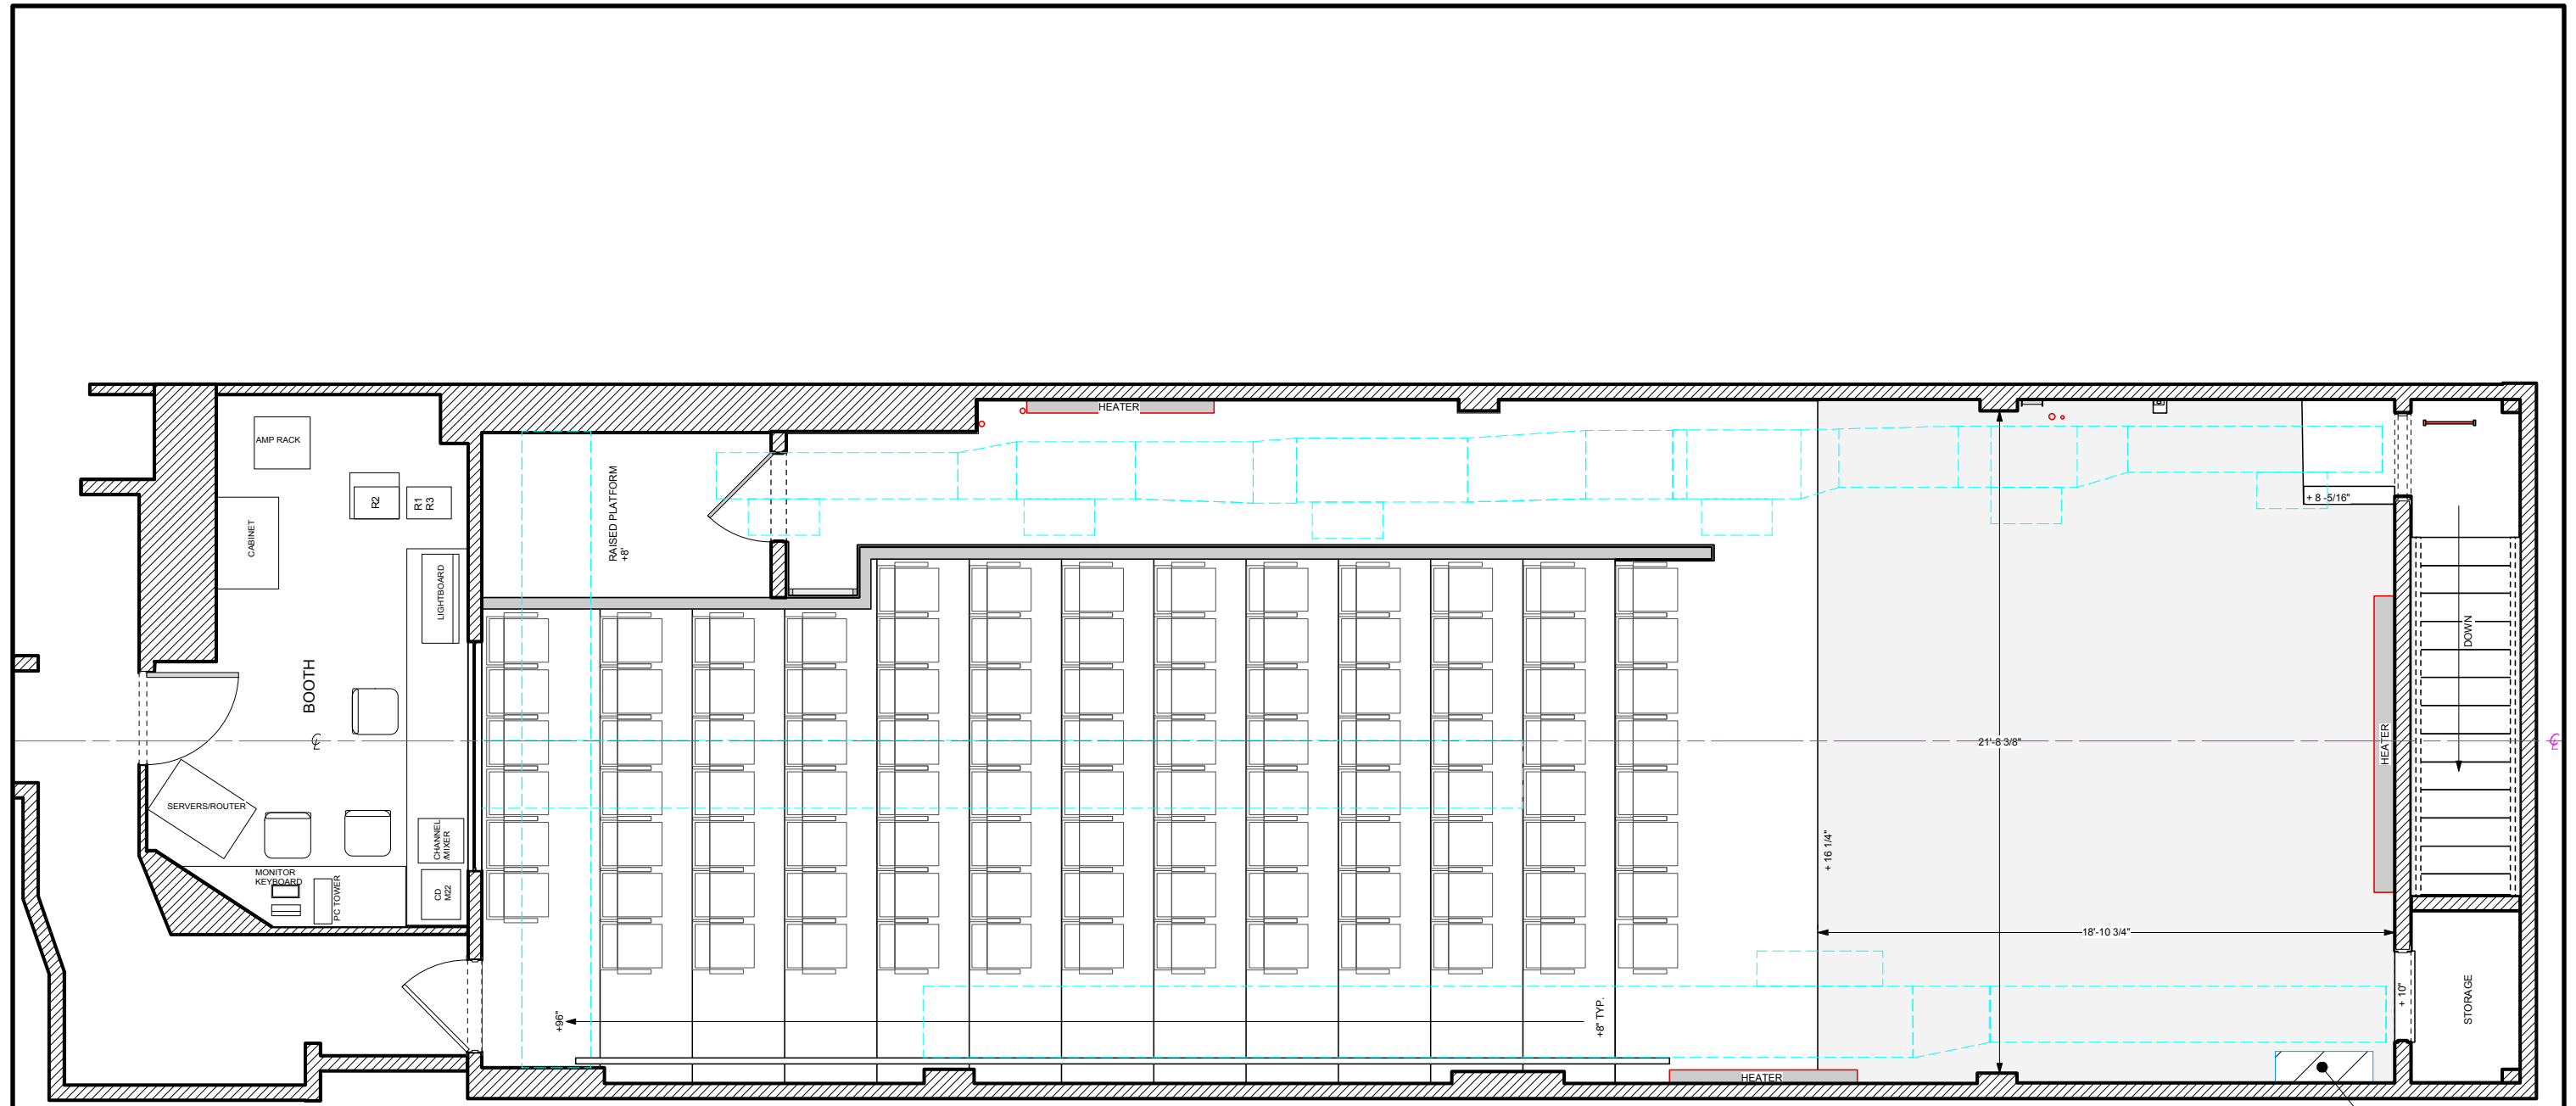 HEATER
AMP RACK
RAISED PLATFORM
+8'
R2
R1
R3
+ 8 -5/16"
CABINET
LIGHTBOARD
DOWN
BOOTH
℄
21'-8 3/8"
℄
HEATER
SERVERS/ROUTER
CHANNEL
/MIXER
+ 16 1/4"
MONITOR
KEYBOARD
PC TOWER
CD
M22
18'-10 3/4"
+ 10"
STORAGE
+96"
+8" TYP.
HEATER